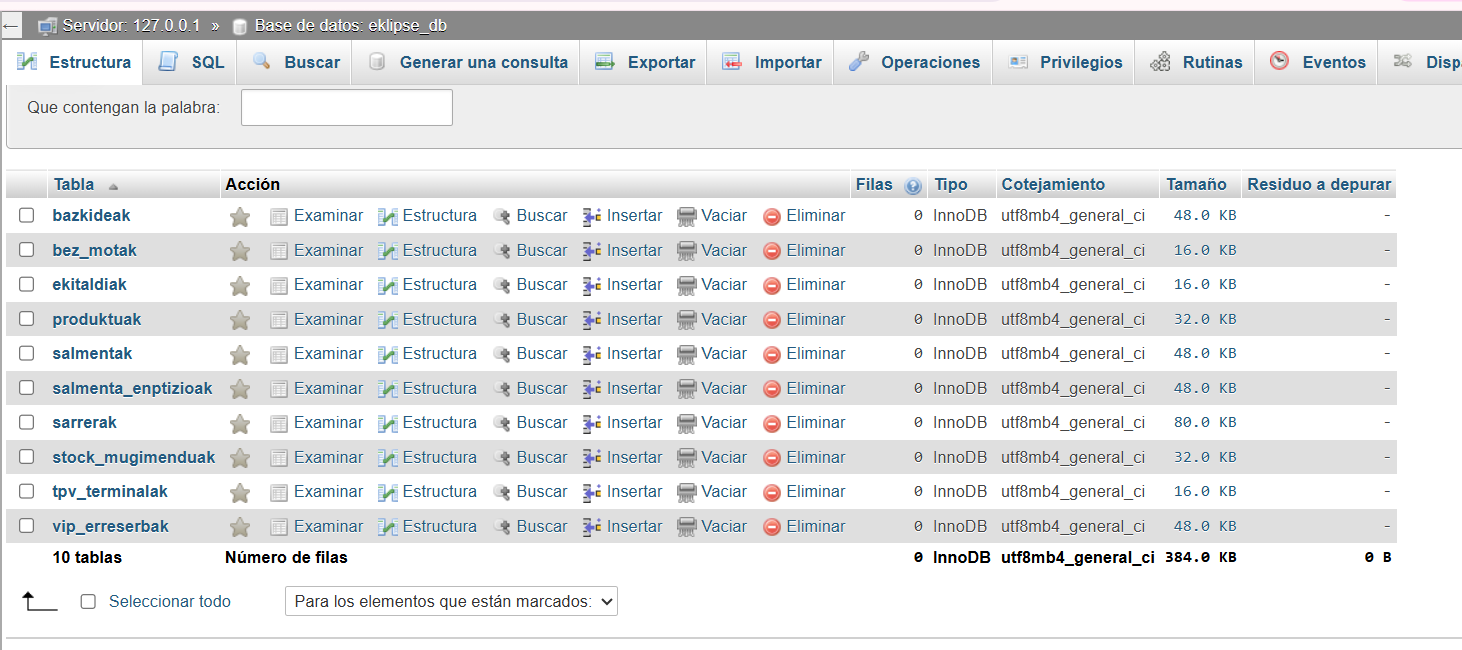 Servidor: 127.0.0.1 » Base de datos: eklipse_db
Estructura SQL Buscar Generar una consulta Exportar Importar Operaciones Privilegios Rutinas Eventos Disp
Que contengan la palabra:
Tabla Acción Filas Tipo Cotejamiento Tamaño Residuo a depurar
bazkideak Examinar Estructura Buscar Insertar Vaciar Eliminar 0 InnoDB utf8mb4_general_ci 48.0 KB -
bez_motak Examinar Estructura Buscar Insertar Vaciar Eliminar 0 InnoDB utf8mb4_general_ci 16.0 KB -
ekitaldiak Examinar Estructura Buscar Insertar Vaciar Eliminar 0 InnoDB utf8mb4_general_ci 16.0 KB -
produktuak Examinar Estructura Buscar Insertar Vaciar Eliminar 0 InnoDB utf8mb4_general_ci 32.0 KB -
salmentak Examinar Estructura Buscar Insertar Vaciar Eliminar 0 InnoDB utf8mb4_general_ci 48.0 KB -
salmenta_enptizioak Examinar Estructura Buscar Insertar Vaciar Eliminar 0 InnoDB utf8mb4_general_ci 48.0 KB -
sarrerak Examinar Estructura Buscar Insertar Vaciar Eliminar 0 InnoDB utf8mb4_general_ci 80.0 KB -
stock_mugimenduak Examinar Estructura Buscar Insertar Vaciar Eliminar 0 InnoDB utf8mb4_general_ci 32.0 KB -
tpv_terminalak Examinar Estructura Buscar Insertar Vaciar Eliminar 0 InnoDB utf8mb4_general_ci 16.0 KB -
vip_erreserbak Examinar Estructura Buscar Insertar Vaciar Eliminar 0 InnoDB utf8mb4_general_ci 48.0 KB -
10 tablas Número de filas 0 InnoDB utf8mb4_general_ci 384.0 KB 0 B
Seleccionar todo Para los elementos que están marcados: